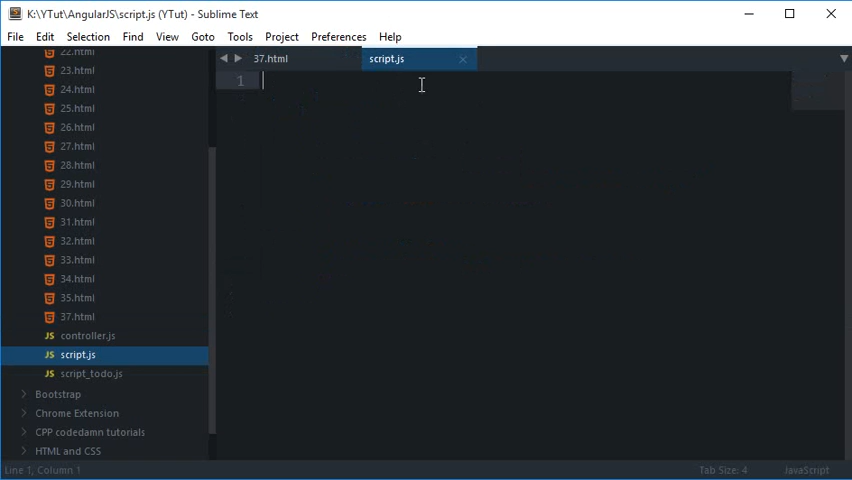 K:\YTut\AngularJS\script.js (YTut) - Sublime Text
File Edit Selection Find View Goto Tools Project Preferences Help
22.html
23.html
24.html
25.html
26.html
27.html
28.html
29.html
30.html
31.html
32.html
33.html
34.html
35.html
37.html
JS controller.js
JS script.js
JS script_todo.js
Bootstrap
Chrome Extension
CPP codedamn tutorials
HTML and CSS
37.html script.js
1
Line 1, Column 1 Tab Size: 4 JavaScript